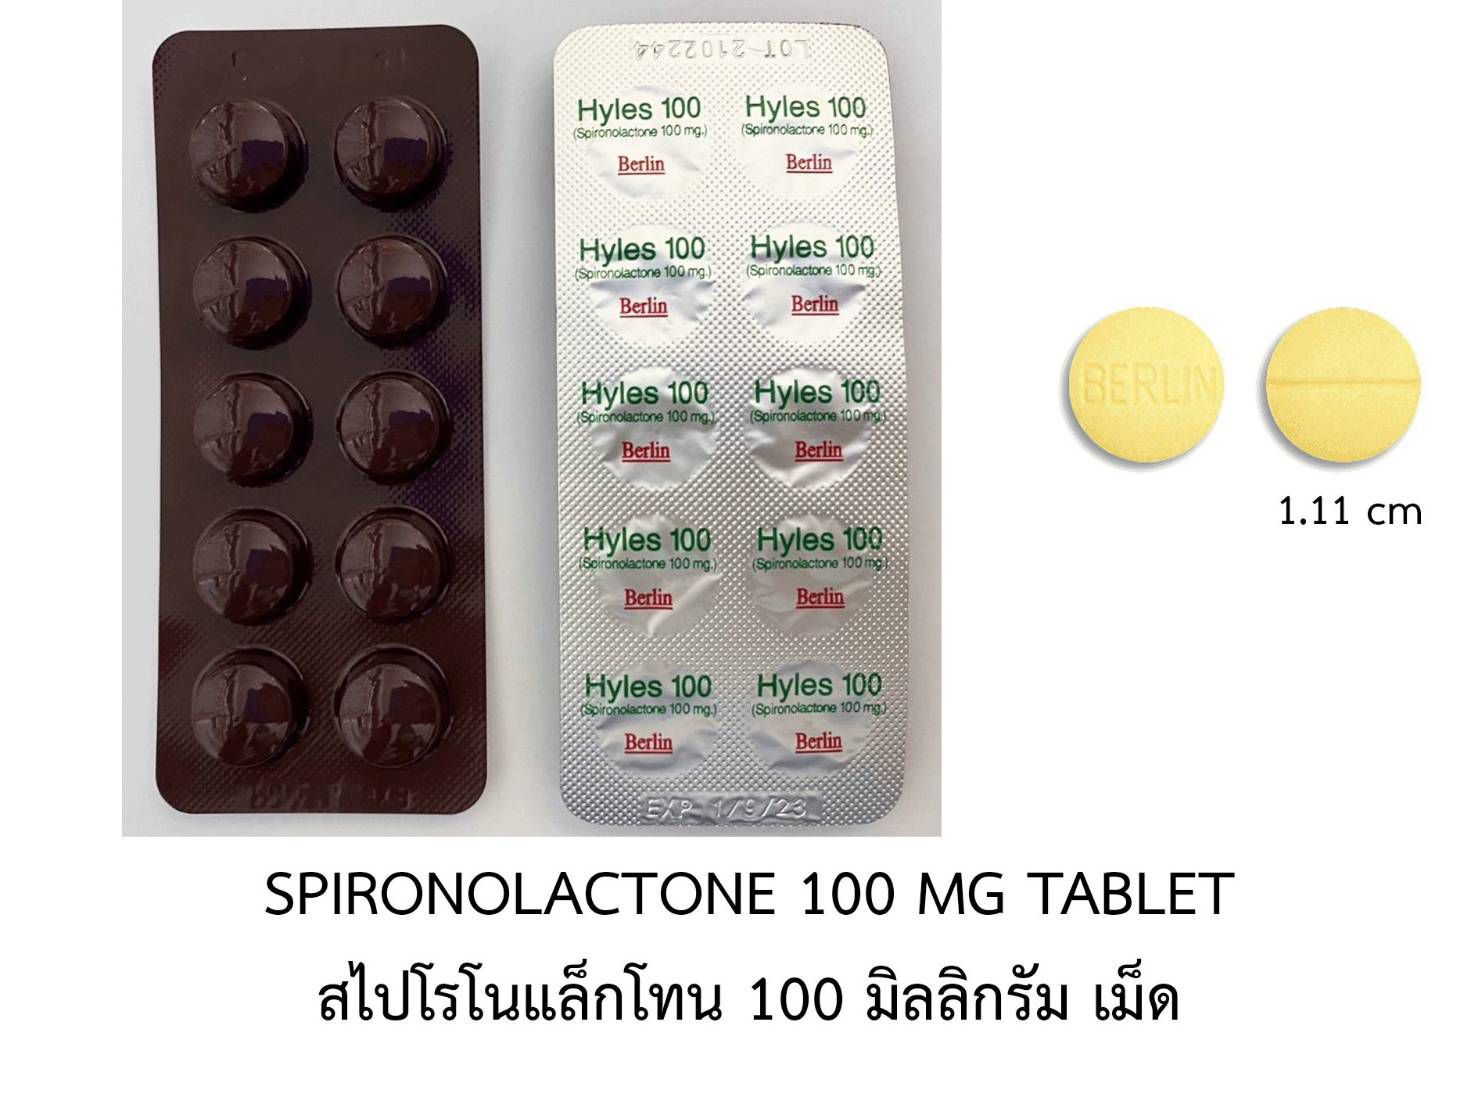 LOT 2102244
Hyles 100 Hyles 100
(Spironolactone 100 mg.) (Spironolactone 100 mg.)
Berlin Berlin
Hyles 100 Hyles 100
(Spironolactone 100 mg.) (Spironolactone 100 mg.)
Berlin Berlin
Hyles 100 Hyles 100
(Spironolactone 100 mg.) (Spironolactone 100 mg.)
Berlin Berlin
Hyles 100 Hyles 100
(Spironolactone 100 mg.) (Spironolactone 100 mg.)
Berlin Berlin
Hyles 100 Hyles 100
(Spironolactone 100 mg.) (Spironolactone 100 mg.)
Berlin Berlin
EXP 1/9/23
BERLIN
1.11 cm
SPIRONOLACTONE 100 MG TABLET
สไปโรโนแล็กโทน 100 มิลลิกรัม เม็ด